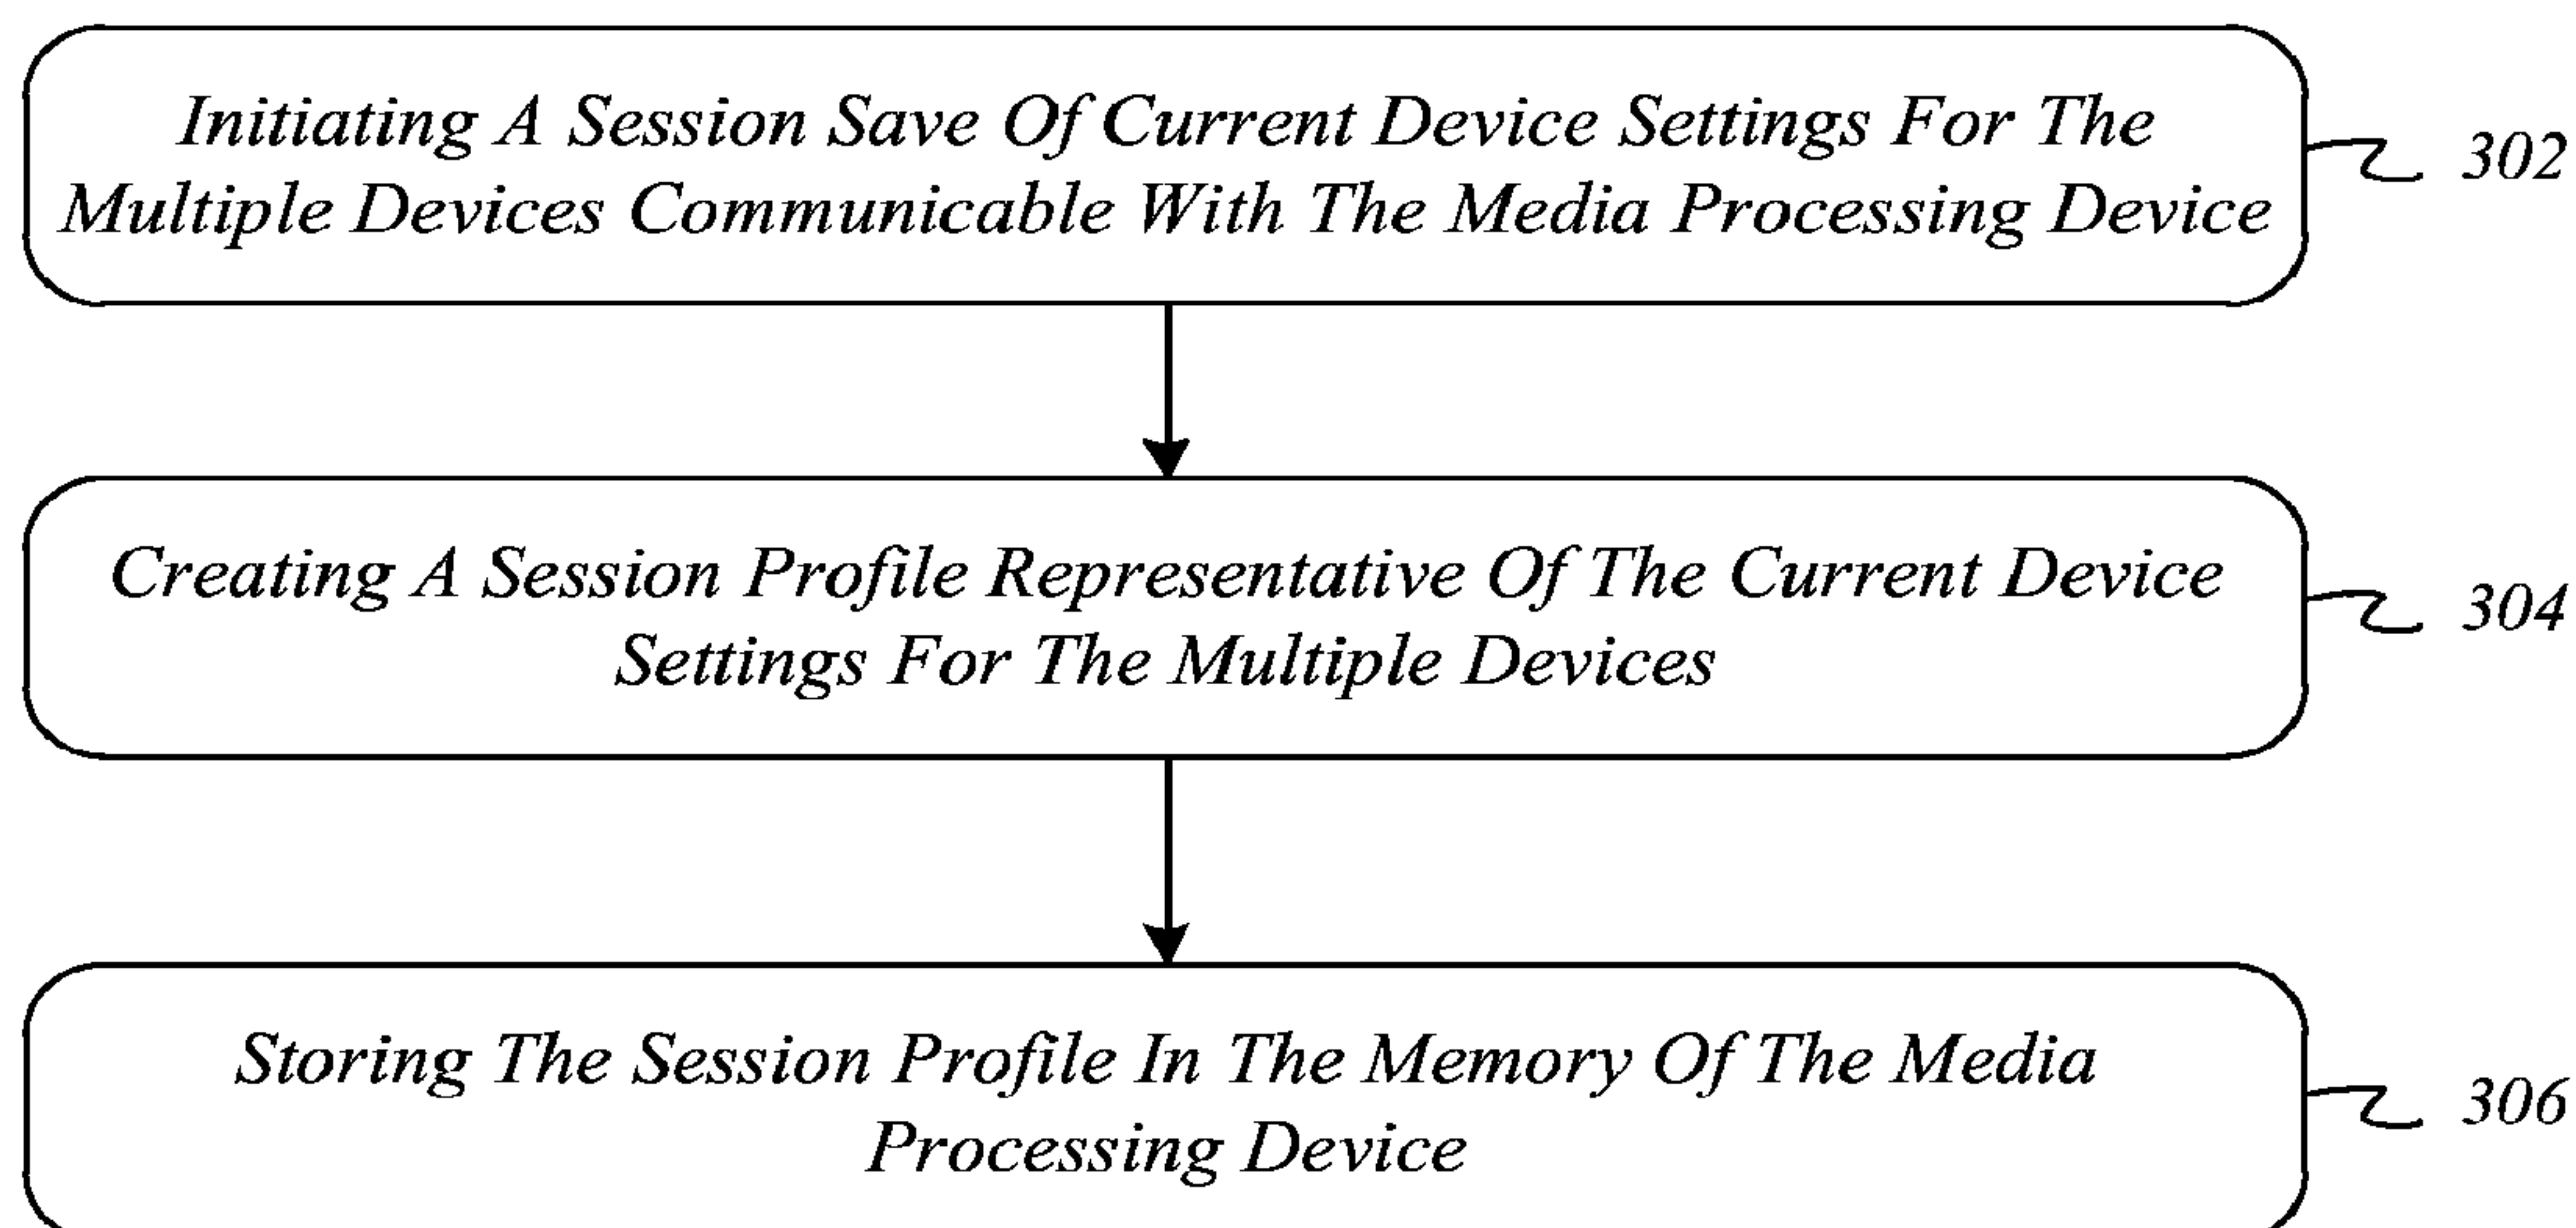 Initiating A Session Save Of Current Device Settings For The
Multiple Devices Communicable With The Media Processing Device
302
Creating A Session Profile Representative Of The Current Device
Settings For The Multiple Devices
304
Storing The Session Profile In The Memory Of The Media
Processing Device
306